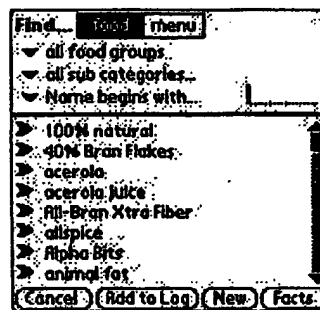 Find... food menu
all food groups
all sub categories...
Name begins with...
100% natural
40% Bran Flakes
acerola
acerola juice
All-Bran Xtra Fiber
allspice
Alpha Bits
animal fat
Cancel Add to Log New Facts